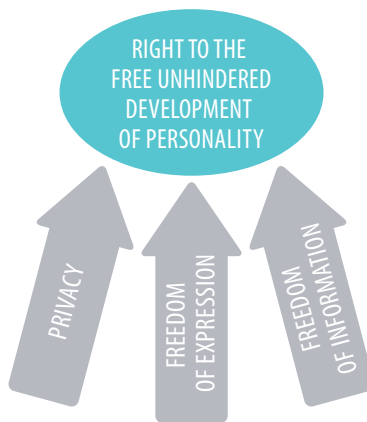 RIGHT TO THE
FREE UNHINDERED
DEVELOPMENT
OF PERSONALITY
PRIVACY
FREEDOM
OF EXPRESSION
FREEDOM
OF INFORMATION